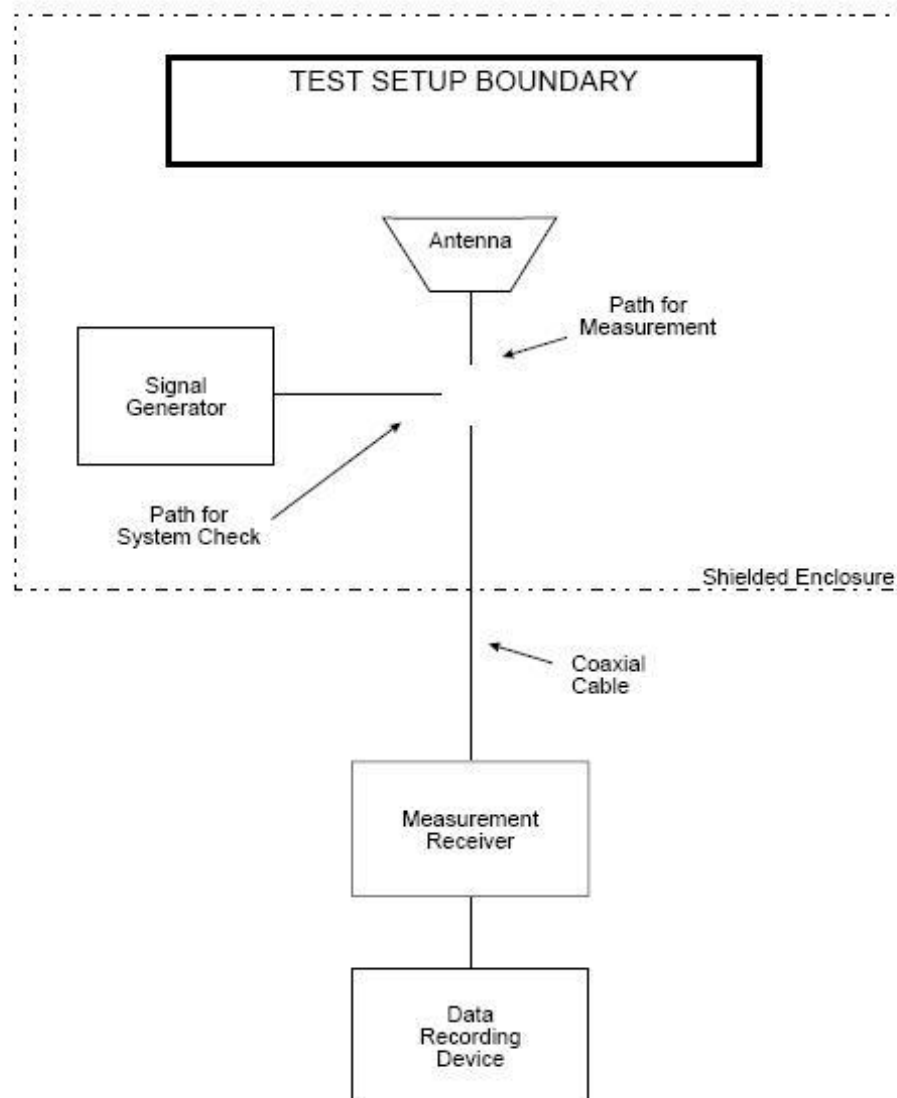 TEST SETUP BOUNDARY
Antenna
Path for
Measurement
Signal
Generator
Path for
System Check
Shielded Enclosure
Coaxial
Cable
Measurement
Receiver
Data
Recording
Device